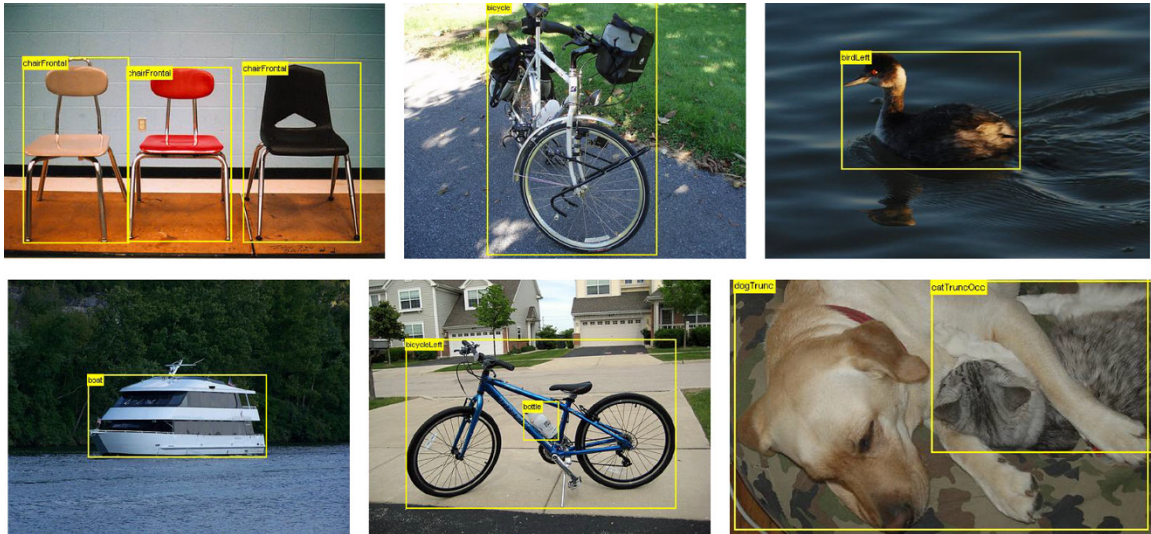 chairFrontal
chairFrontal
chairFrontal
bicycle
birdLeft
boat
bicycleLeft
bottle
dogTrunc
catTruncOcc